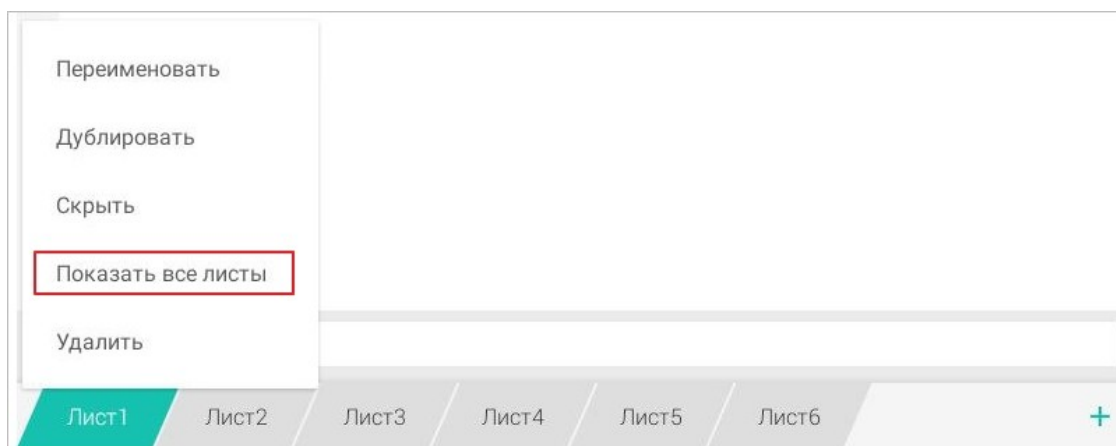 Переименовать
Дублировать
Скрыть
Показать все листы
Удалить
Лист1 Лист2 Лист3 Лист4 Лист5 Лист6 +